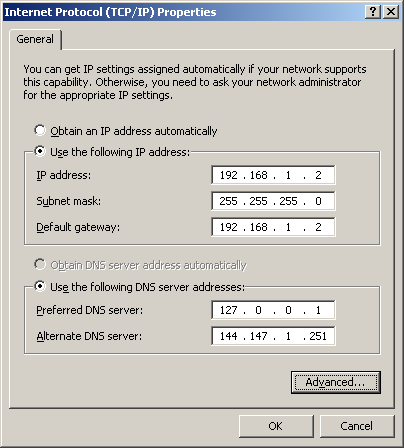 Internet Protocol (TCP/IP) Properties
General
You can get IP settings assigned automatically if your network supports
this capability. Otherwise, you need to ask your network administrator
for the appropriate IP settings.
Obtain an IP address automatically
Use the following IP address:
IP address: 192 . 168 . 1 . 2
Subnet mask: 255 . 255 . 255 . 0
Default gateway: 192 . 168 . 1 . 2
Obtain DNS server address automatically
Use the following DNS server addresses:
Preferred DNS server: 127 . 0 . 0 . 1
Alternate DNS server: 144 . 147 . 1 . 251
Advanced...
OK Cancel